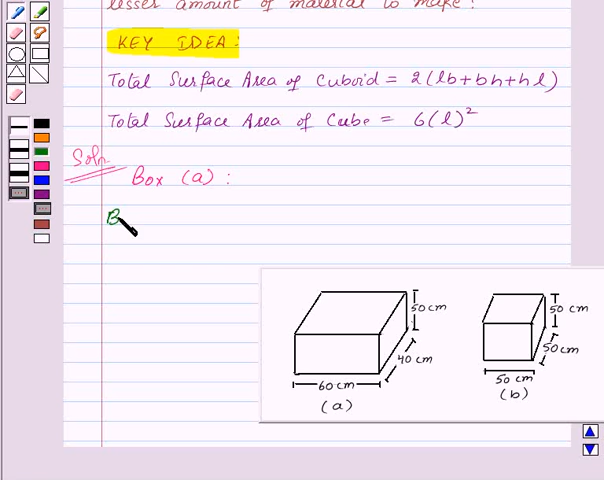 lesser amount of material to make?
KEY IDEA:
Total Surface Area of Cuboid = 2(lb+bh+hl)
Total Surface Area of Cube = 6(l)²
Soln
Box (a) :
B
50 cm
40 cm
60 cm
(a)
50 cm
50 cm
50 cm
(b)